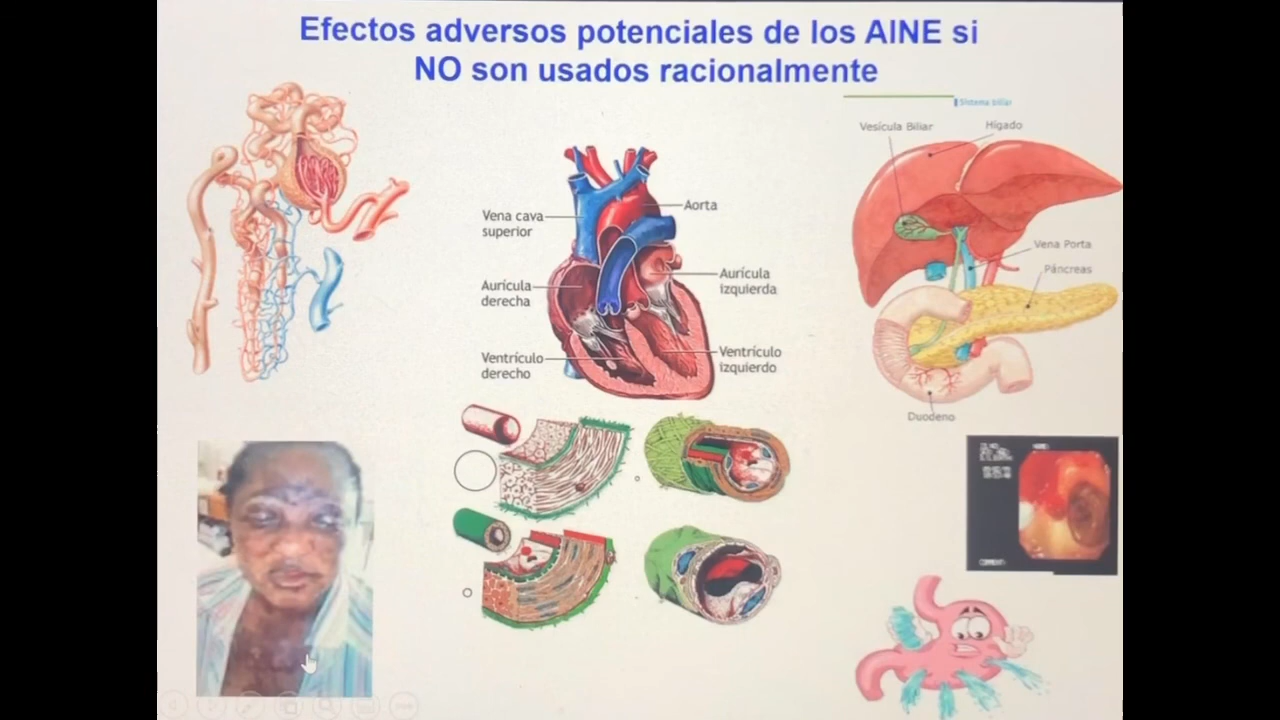 Efectos adversos potenciales de los AINE si
NO son usados racionalmente
Sistema biliar
Vesícula Biliar
Hígado
Vena Porta
Páncreas
Duodeno
Vena cava
superior
Aurícula
derecha
Ventrículo
derecho
Aorta
Aurícula
izquierda
Ventrículo
izquierdo